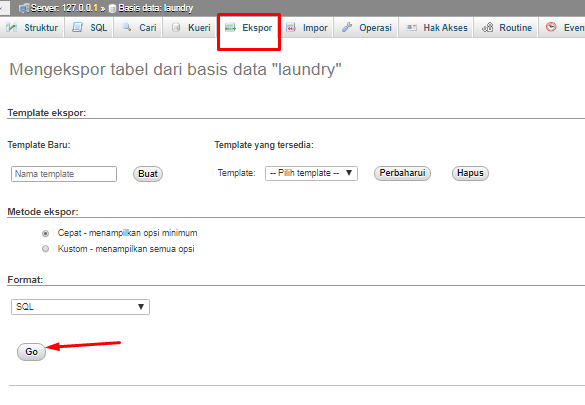 Server: 127.0.0.1 » Basis data: laundry
Struktur SQL Cari Kueri Ekspor Impor Operasi Hak Akses Routine Even
Mengekspor tabel dari basis data "laundry"
Template ekspor:
Template Baru: Template yang tersedia:
Nama template Buat Template: -- Pilih template -- Perbaharui Hapus
Metode ekspor:
Cepat - menampilkan opsi minimum
Kustom - menampilkan semua opsi
Format:
SQL
Go